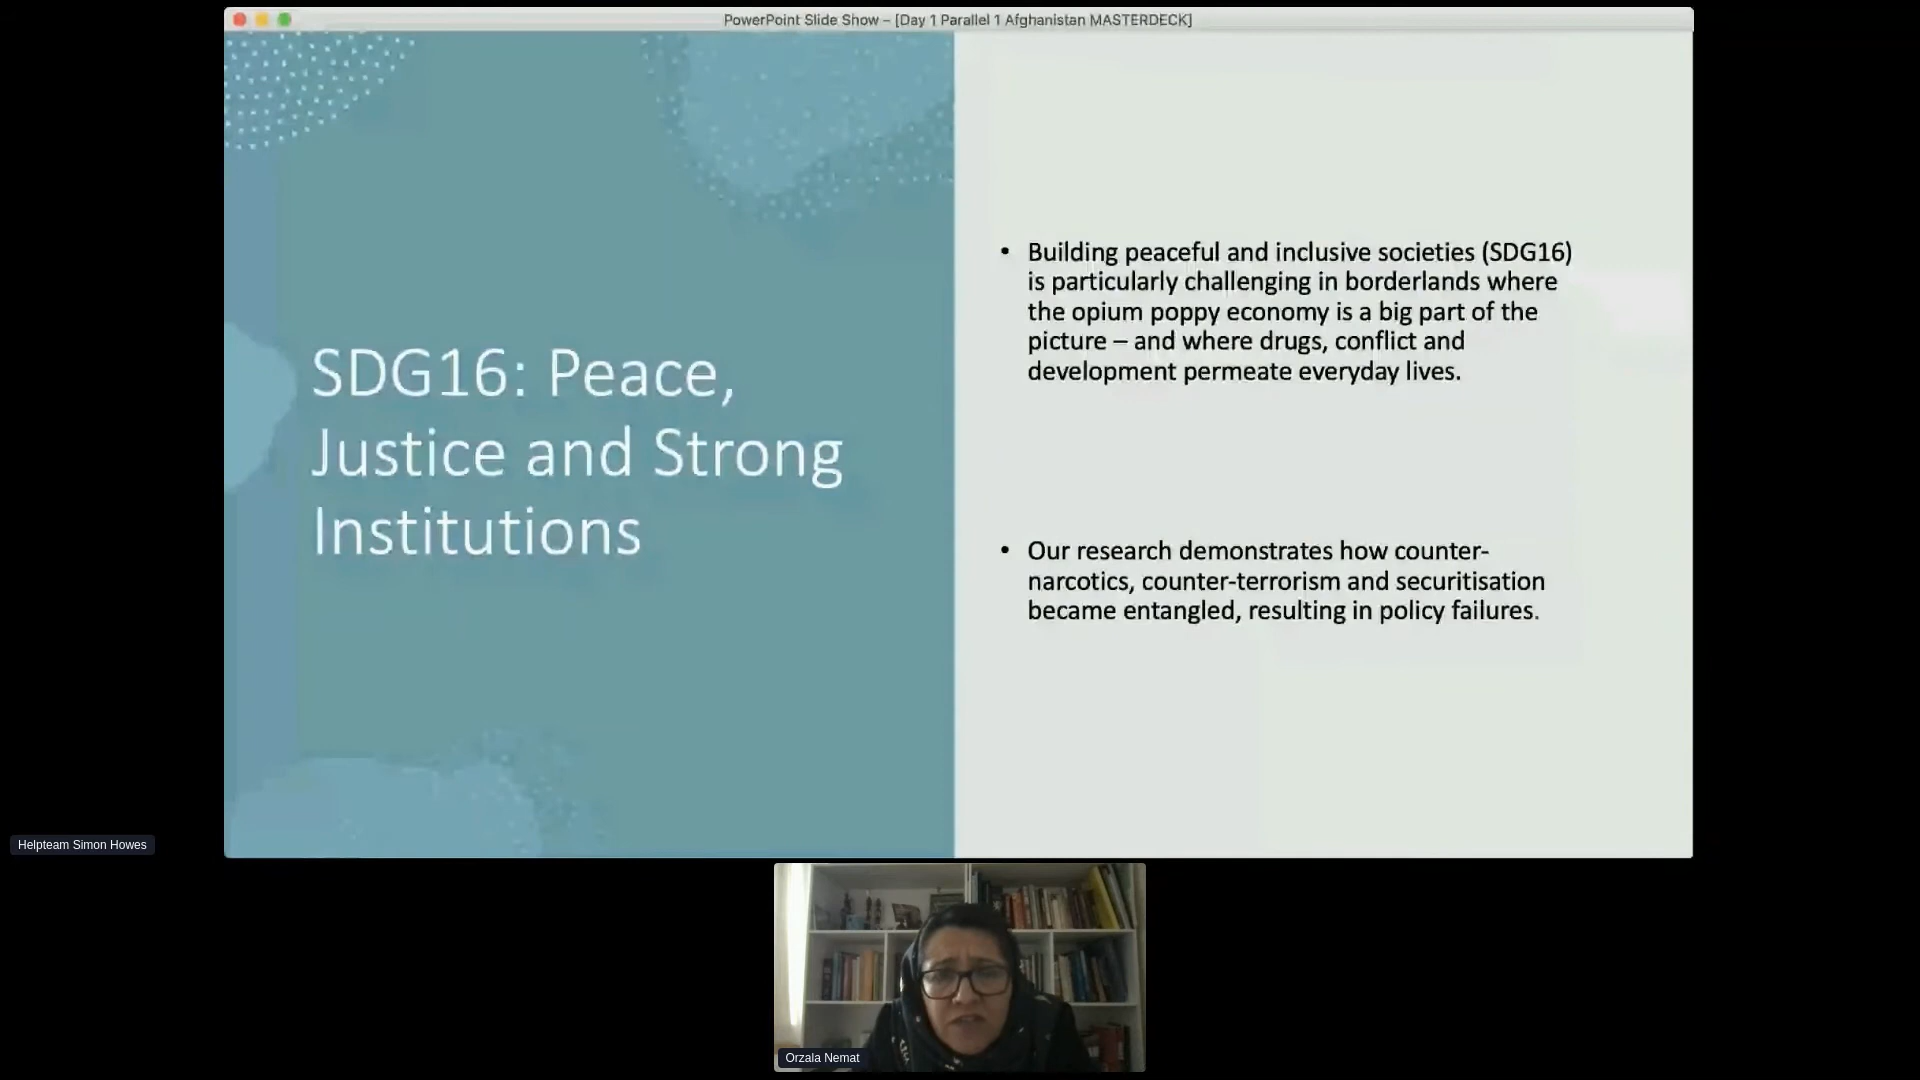 PowerPoint Slide Show – [Day 1 Parallel 1 Afghanistan MASTERDECK]
SDG16: Peace,
Justice and Strong
Institutions
• Building peaceful and inclusive societies (SDG16)
is particularly challenging in borderlands where
the opium poppy economy is a big part of the
picture – and where drugs, conflict and
development permeate everyday lives.
• Our research demonstrates how counter-
narcotics, counter-terrorism and securitisation
became entangled, resulting in policy failures.
Helpteam Simon Howes
Orzala Nemat